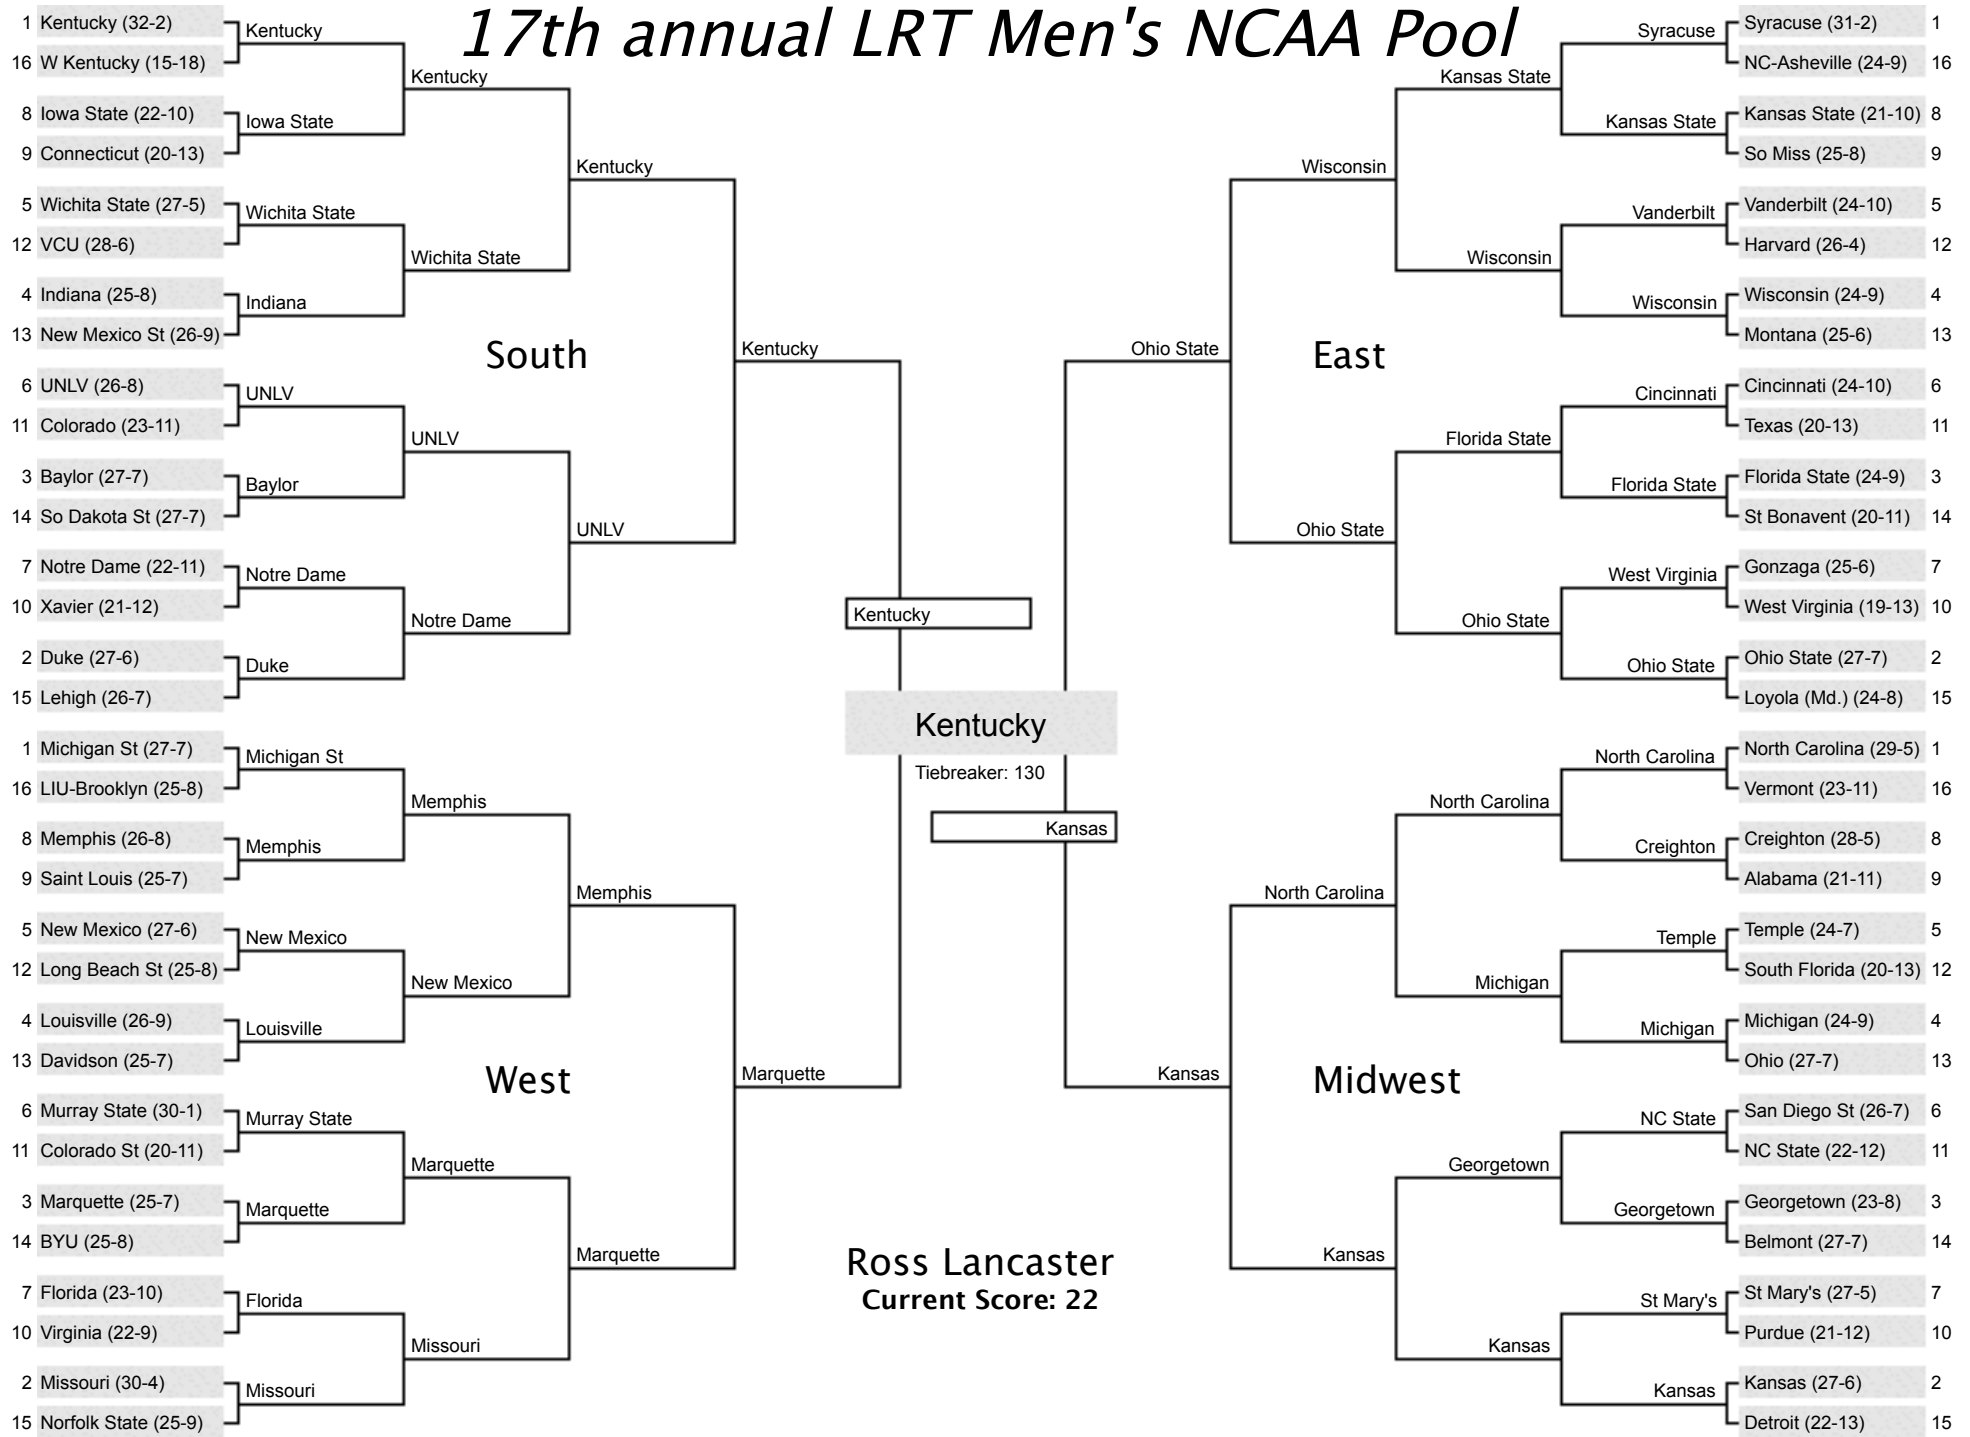 17th annual LRT Men's NCAA Pool
1 Kentucky (32-2)
16 W Kentucky (15-18)
8 Iowa State (22-10)
9 Connecticut (20-13)
5 Wichita State (27-5)
12 VCU (28-6)
4 Indiana (25-8)
13 New Mexico St (26-9)
6 UNLV (26-8)
11 Colorado (23-11)
3 Baylor (27-7)
14 So Dakota St (27-7)
7 Notre Dame (22-11)
10 Xavier (21-12)
2 Duke (27-6)
15 Lehigh (26-7)
Kentucky
Iowa State
Wichita State
Indiana
UNLV
Baylor
Notre Dame
Duke
Kentucky
Wichita State
UNLV
Notre Dame
Kentucky
UNLV
South
Kentucky
1 Michigan St (27-7)
16 LIU-Brooklyn (25-8)
8 Memphis (26-8)
9 Saint Louis (25-7)
5 New Mexico (27-6)
12 Long Beach St (25-8)
4 Louisville (26-9)
13 Davidson (25-7)
6 Murray State (30-1)
11 Colorado St (20-11)
3 Marquette (25-7)
14 BYU (25-8)
7 Florida (23-10)
10 Virginia (22-9)
2 Missouri (30-4)
15 Norfolk State (25-9)
Michigan St
Memphis
New Mexico
Louisville
Murray State
Marquette
Florida
Missouri
Memphis
New Mexico
Marquette
Missouri
Memphis
Marquette
West
Marquette
Kentucky
Kentucky
Tiebreaker: 130
Kansas
Ross Lancaster
Current Score: 22
Syracuse (31-2) 1
NC-Asheville (24-9) 16
Kansas State (21-10) 8
So Miss (25-8) 9
Vanderbilt (24-10) 5
Harvard (26-4) 12
Wisconsin (24-9) 4
Montana (25-6) 13
Cincinnati (24-10) 6
Texas (20-13) 11
Florida State (24-9) 3
St Bonavent (20-11) 14
Gonzaga (25-6) 7
West Virginia (19-13) 10
Ohio State (27-7) 2
Loyola (Md.) (24-8) 15
Syracuse
Kansas State
Vanderbilt
Wisconsin
Cincinnati
Florida State
West Virginia
Ohio State
Kansas State
Wisconsin
Florida State
Ohio State
Wisconsin
Ohio State
East
Ohio State
North Carolina (29-5) 1
Vermont (23-11) 16
Creighton (28-5) 8
Alabama (21-11) 9
Temple (24-7) 5
South Florida (20-13) 12
Michigan (24-9) 4
Ohio (27-7) 13
San Diego St (26-7) 6
NC State (22-12) 11
Georgetown (23-8) 3
Belmont (27-7) 14
St Mary's (27-5) 7
Purdue (21-12) 10
Kansas (27-6) 2
Detroit (22-13) 15
North Carolina
Creighton
Temple
Michigan
NC State
Georgetown
St Mary's
Kansas
North Carolina
Michigan
Georgetown
Kansas
North Carolina
Kansas
Midwest
Kansas